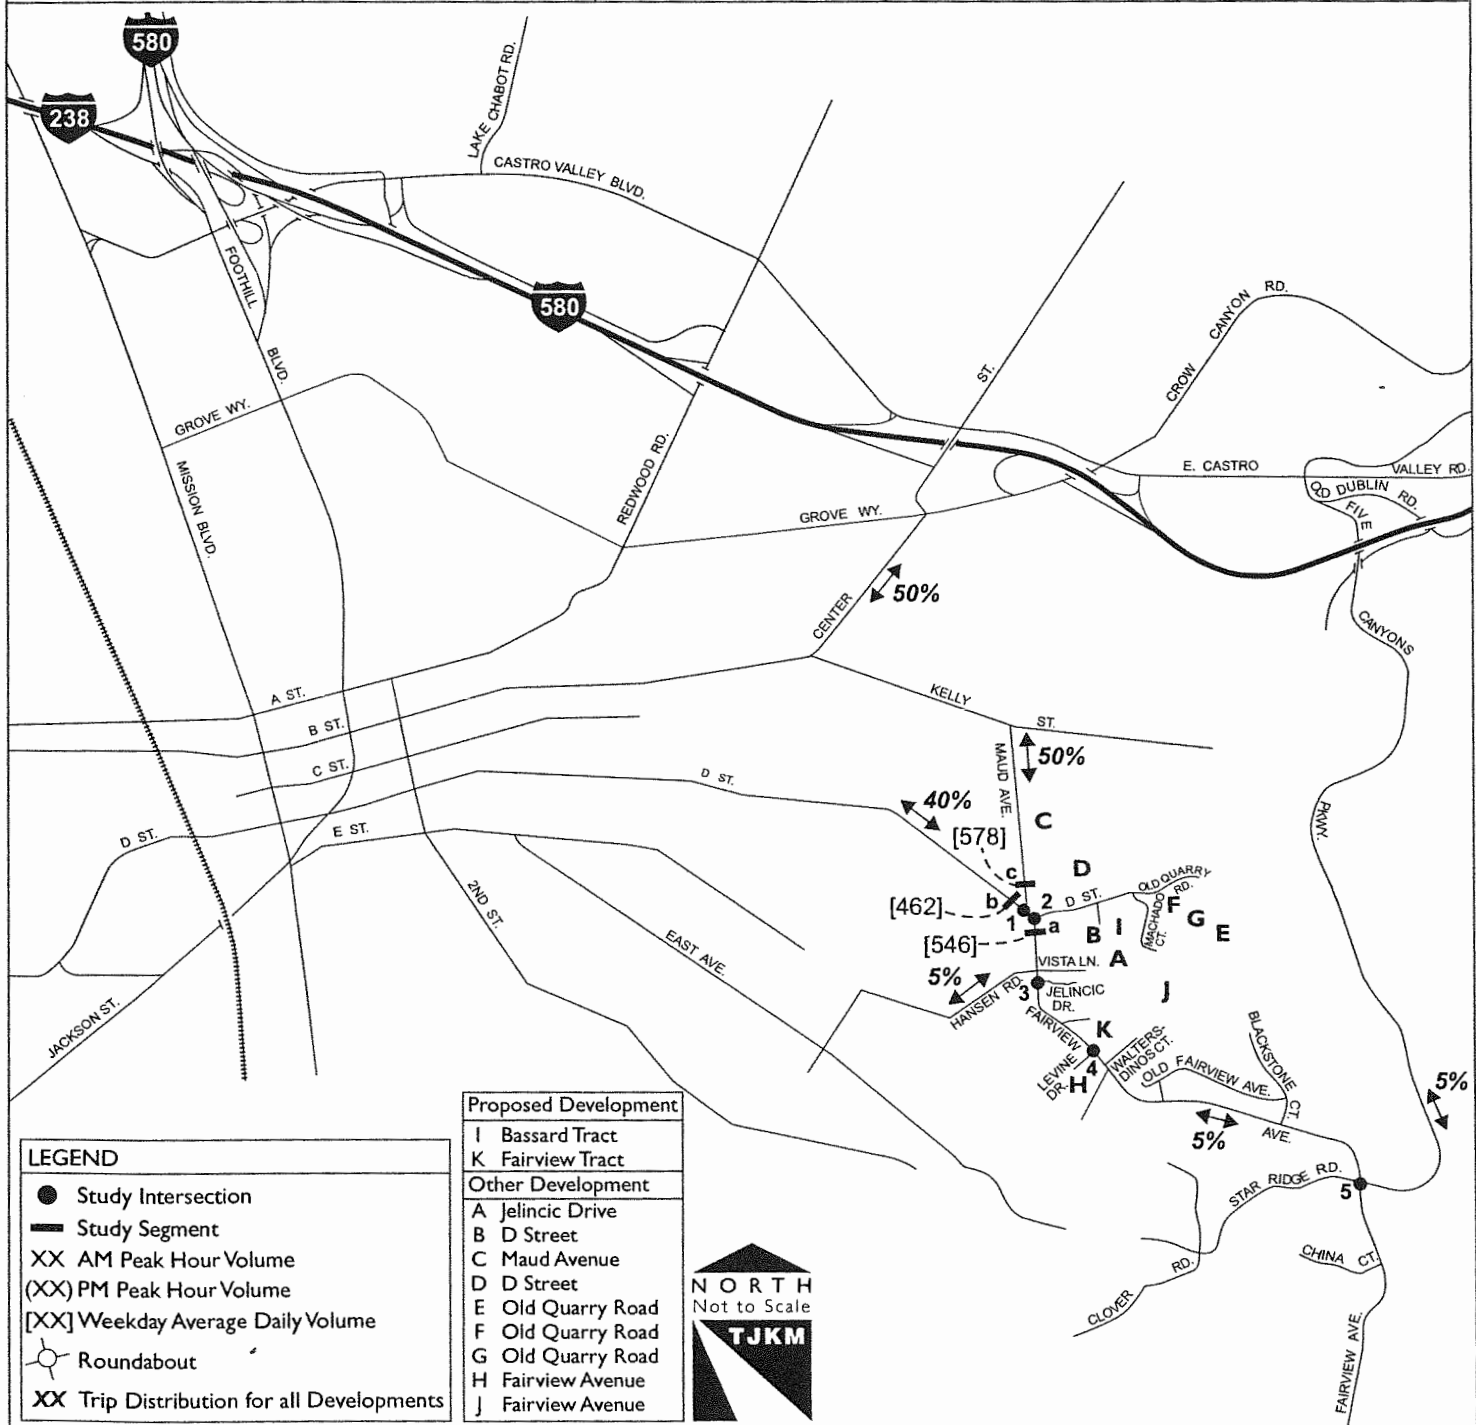 580
238
LAKE CHABOT RD.
CASTRO VALLEY BLVD.
FOOTHILL
BLVD.
580
CROW CANYON RD.
ST.
GROVE WY.
MISSION BLVD.
REDWOOD RD.
GROVE WY.
E. CASTRO
VALLEY RD.
OLD DUBLIN RD.
FIVE
CANYONS
PKWY.
50%
CENTER
KELLY
ST.
A ST.
B ST.
C ST.
D ST.
D ST.
E ST.
MAUD AVE.
50%
40%
[578]
C
D
c
b
2
D ST.
OLD QUARRY
RD.
MACHADO
CT.
F
G
E
[462]
1
a
B
I
A
[546]
VISTA LN.
5%
HANSEN RD.
3
JELINCIC
DR.
J
FAIRVIEW
K
4
LEVINE
DR.
H
WALTERS-
DINOS CT.
OLD FAIRVIEW AVE.
BLACKSTONE
CT.
5%
AVE.
5%
2ND ST.
EAST AVE.
JACKSON ST.
STAR RIDGE RD.
5
CHINA CT.
CLOVER
RD.
FAIRVIEW AVE.
LEGEND
Study Intersection
Study Segment
XX AM Peak Hour Volume
(XX) PM Peak Hour Volume
[XX] Weekday Average Daily Volume
Roundabout
XX Trip Distribution for all Developments
Proposed Development
I Bassard Tract
K Fairview Tract
Other Development
A Jelincic Drive
B D Street
C Maud Avenue
D D Street
E Old Quarry Road
F Old Quarry Road
G Old Quarry Road
H Fairview Avenue
J Fairview Avenue
NORTH
Not to Scale
TJKM